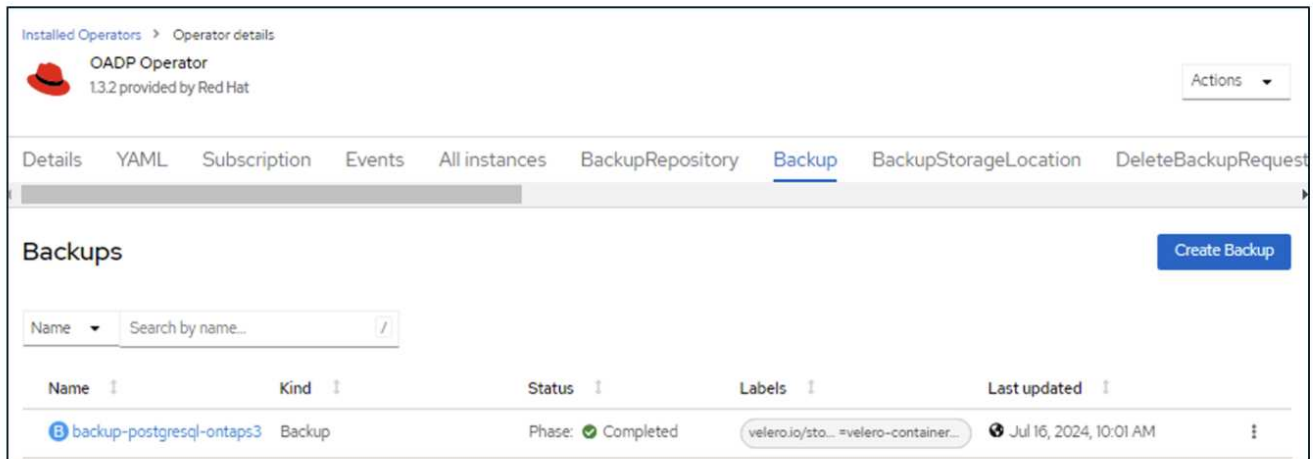 Installed Operators > Operator details
OADP Operator
1.3.2 provided by Red Hat
Actions
Details YAML Subscription Events All instances BackupRepository Backup BackupStorageLocation DeleteBackupRequest
Backups
Create Backup
Name Search by name... /
Name Kind Status Labels Last updated
B backup-postgresql-ontaps3 Backup Phase: Completed velero.io/sto... =velero-container... Jul 16, 2024, 10:01 AM